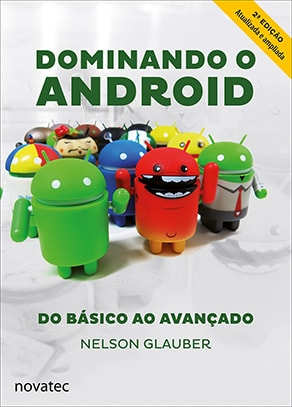 2ª EDIÇÃO
Atualizada e ampliada
DOMINANDO O
ANDROID
DO BÁSICO AO AVANÇADO
NELSON GLAUBER
novatec